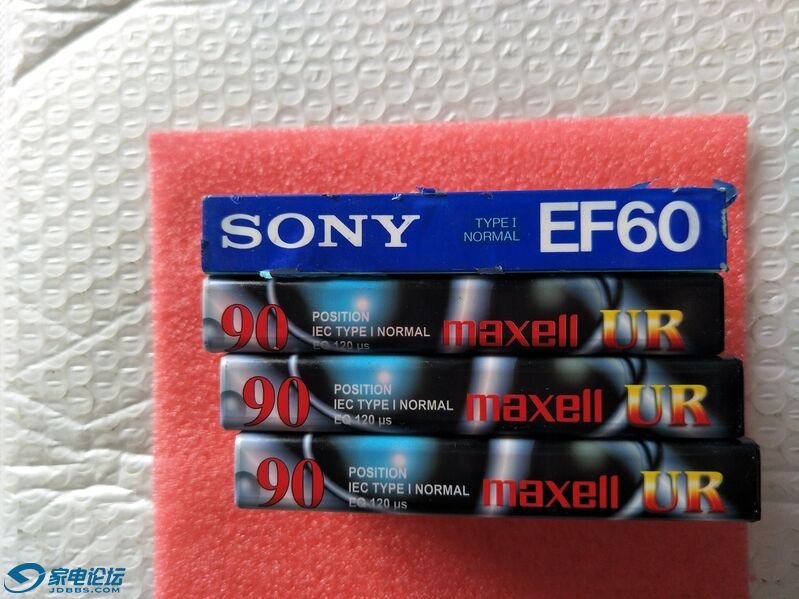 SONY
TYPE I
NORMAL
EF60
90
POSITION
IEC TYPE I NORMAL
EQ 120 µs
maxell
UR
90
POSITION
IEC TYPE I NORMAL
EQ 120 µs
maxell
UR
90
POSITION
IEC TYPE I NORMAL
EQ 120 µs
maxell
UR
家电论坛
JDBBS.COM